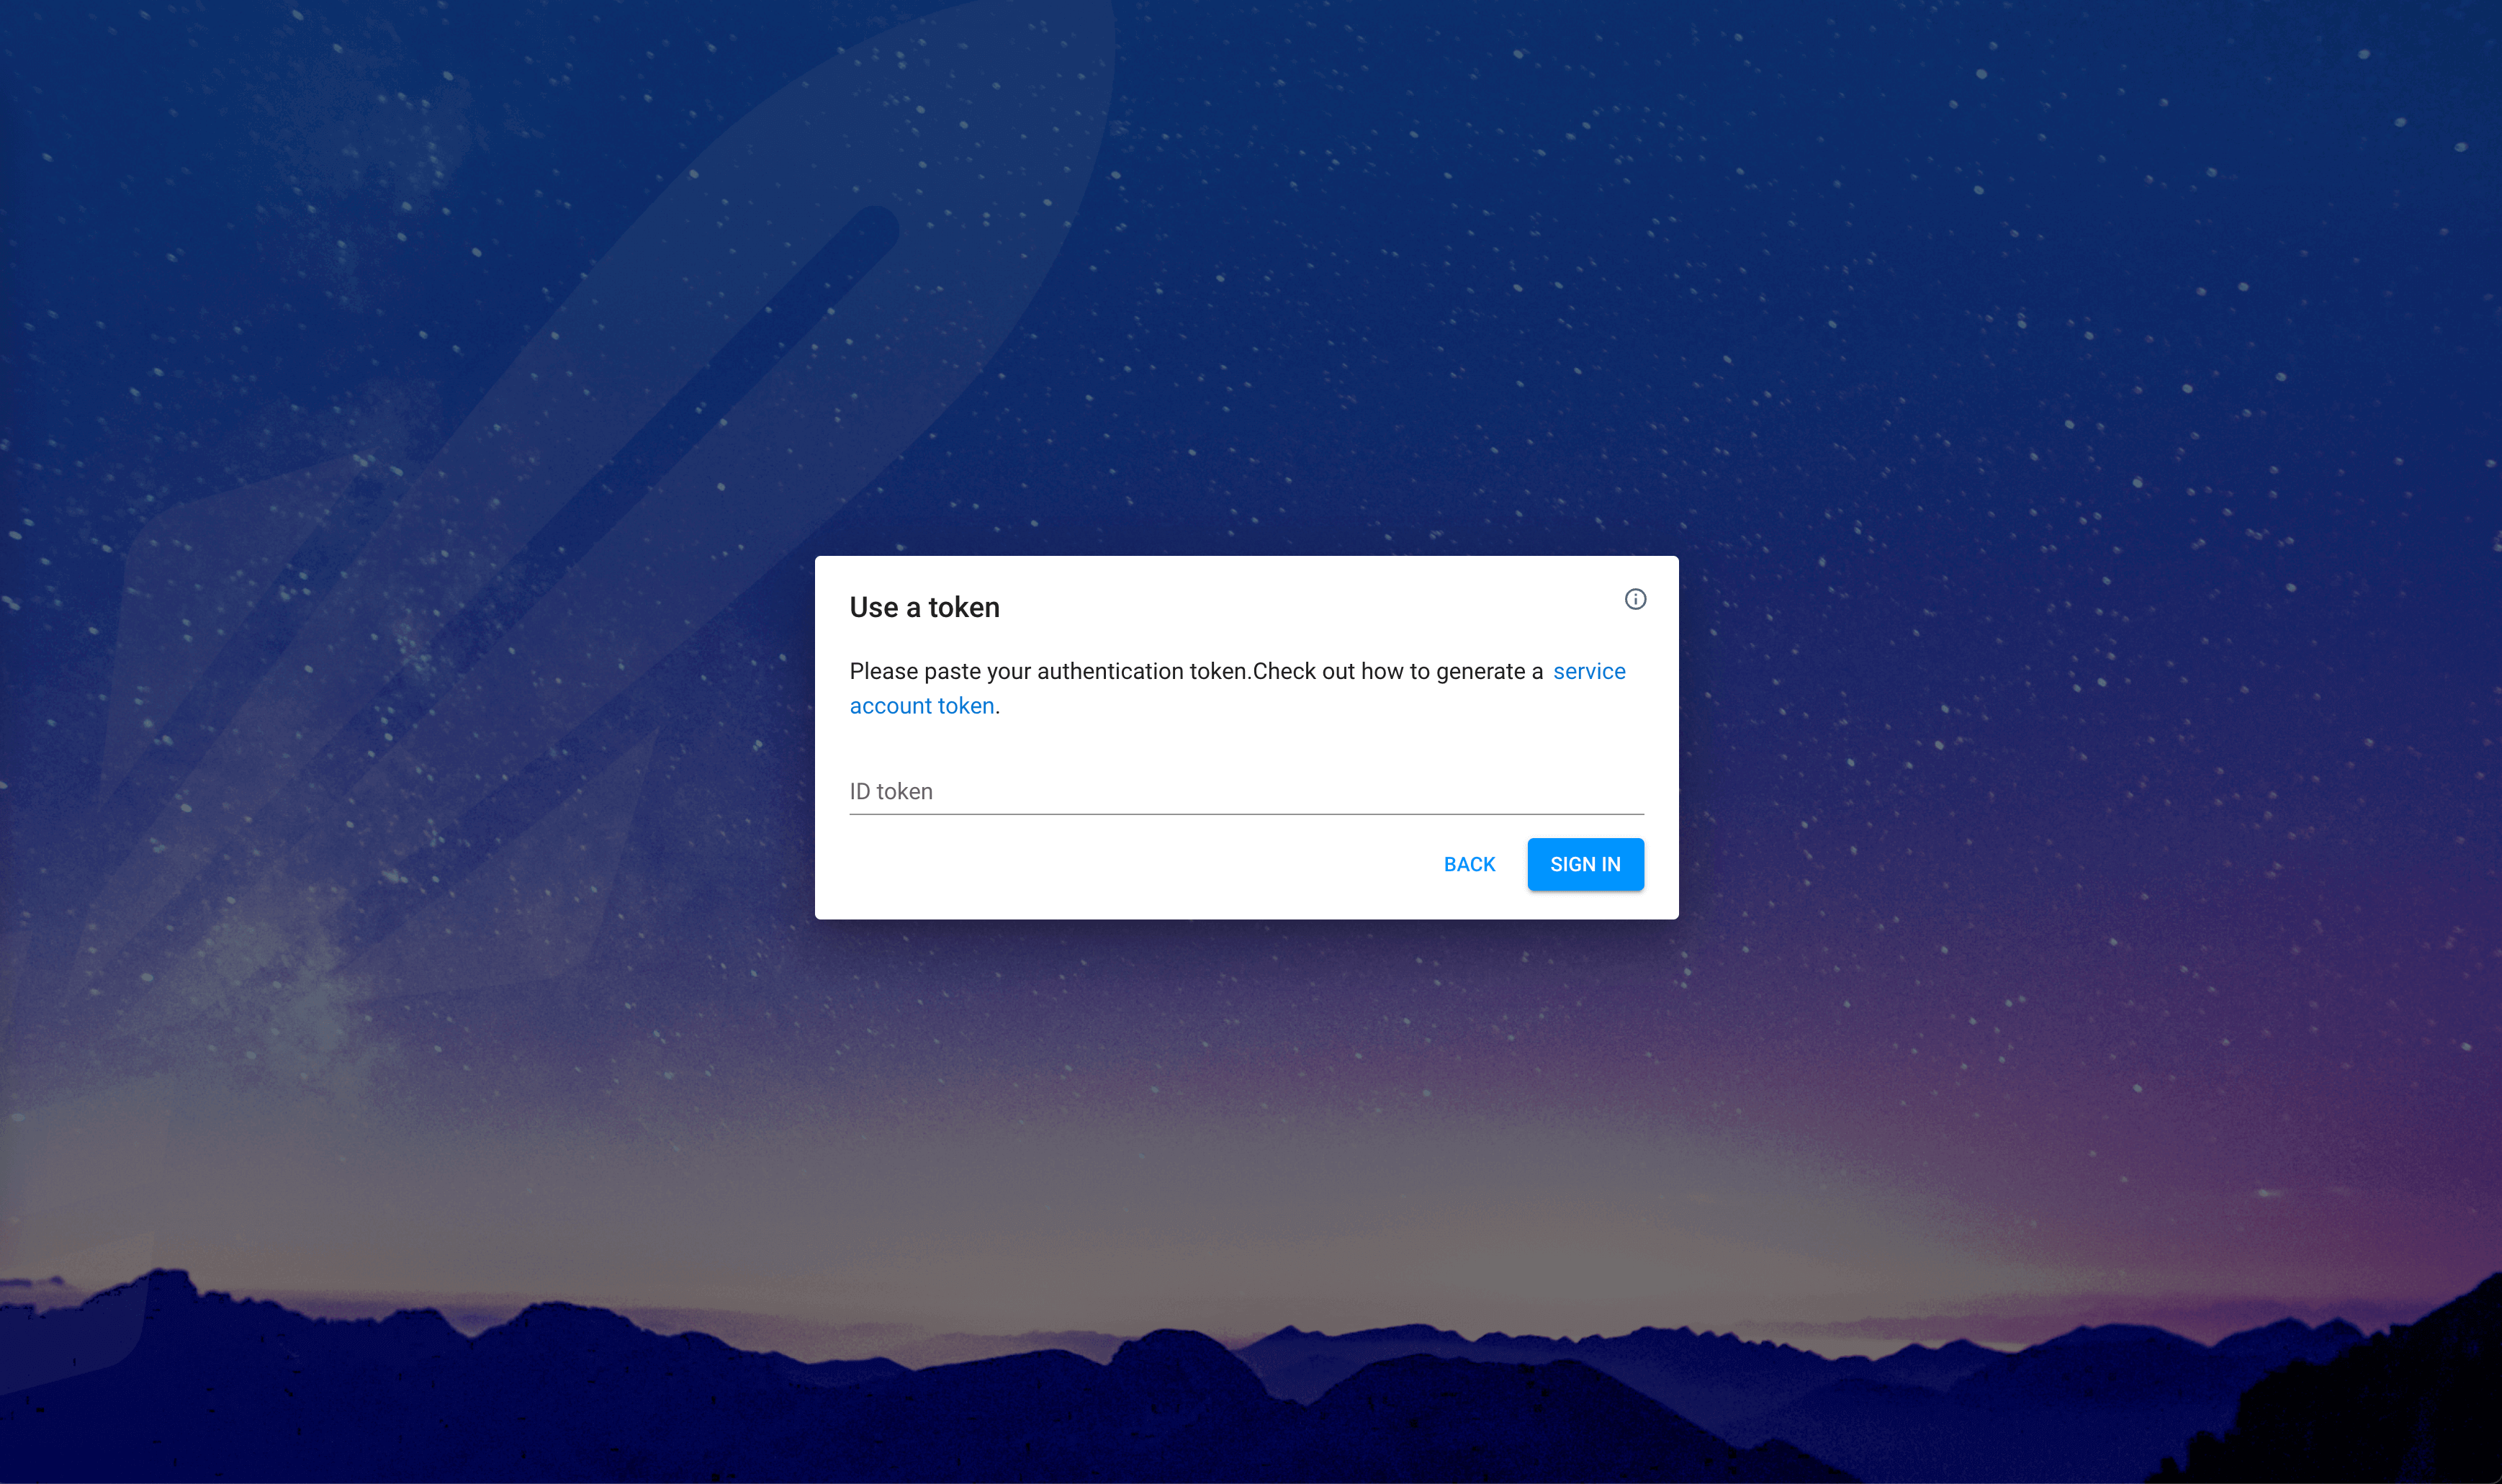 Use a token
Please paste your authentication token.Check out how to generate a service
account token.
ID token
BACK
SIGN IN